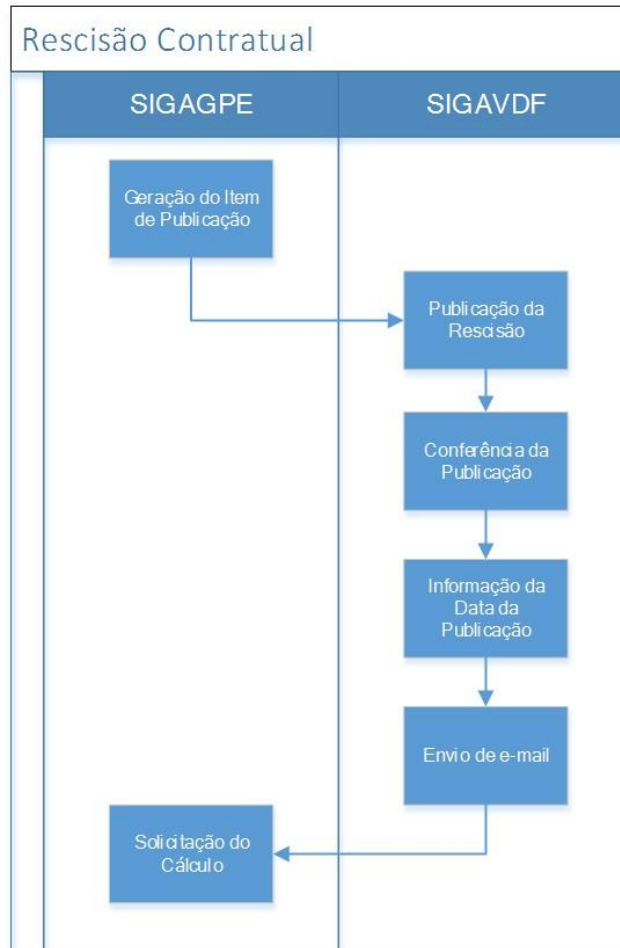 Rescisão Contratual
SIGAGPE
SIGAVDF
Geração do Item
de Publicação
Publicação da
Rescisão
Conferência da
Publicação
Informação da
Data da
Publicação
Envio de e-mail
Solicitação do
Cálculo